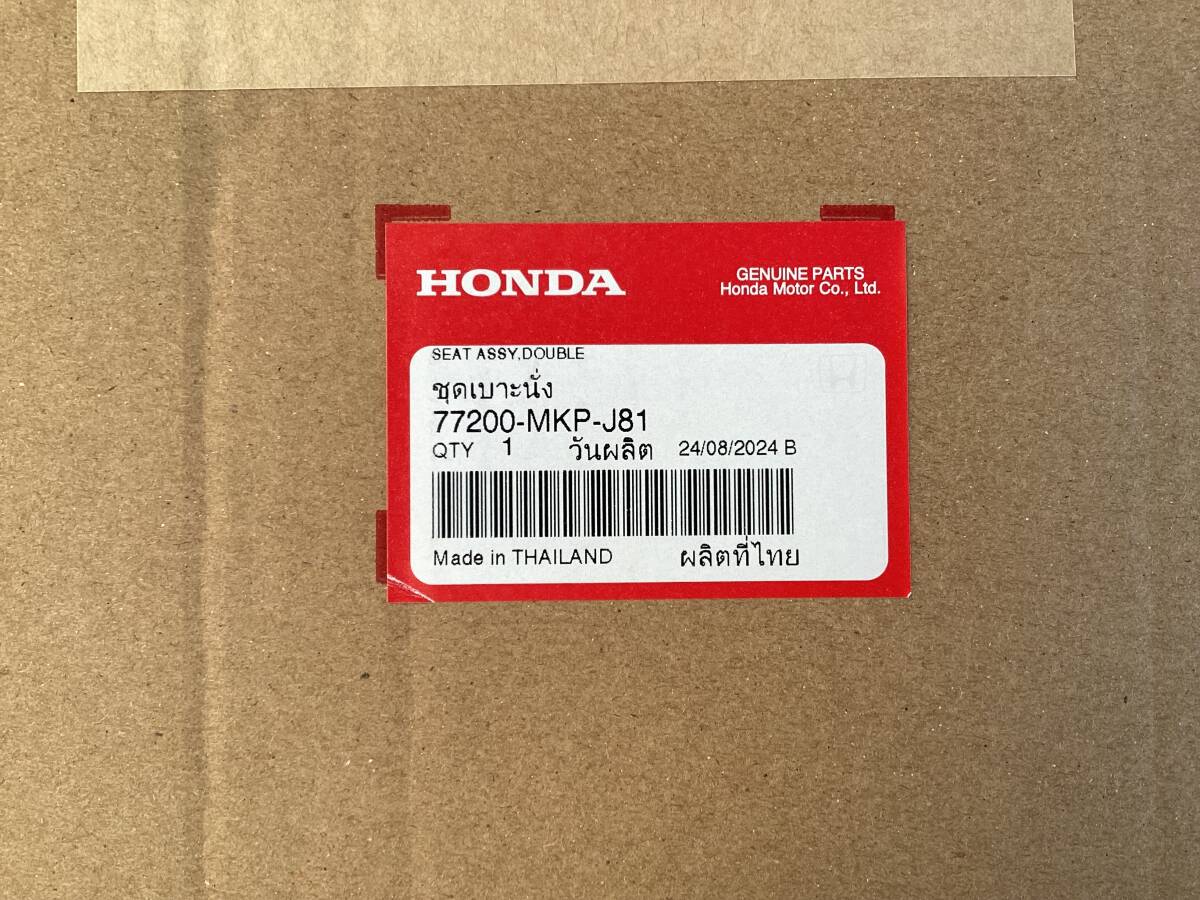 HONDA
GENUINE PARTS
Honda Motor Co., Ltd.
SEAT ASSY,DOUBLE
ชุดเบาะนั่ง
77200-MKP-J81
QTY 1 วันผลิต 24/08/2024 B
Made in THAILAND ผลิตที่ไทย